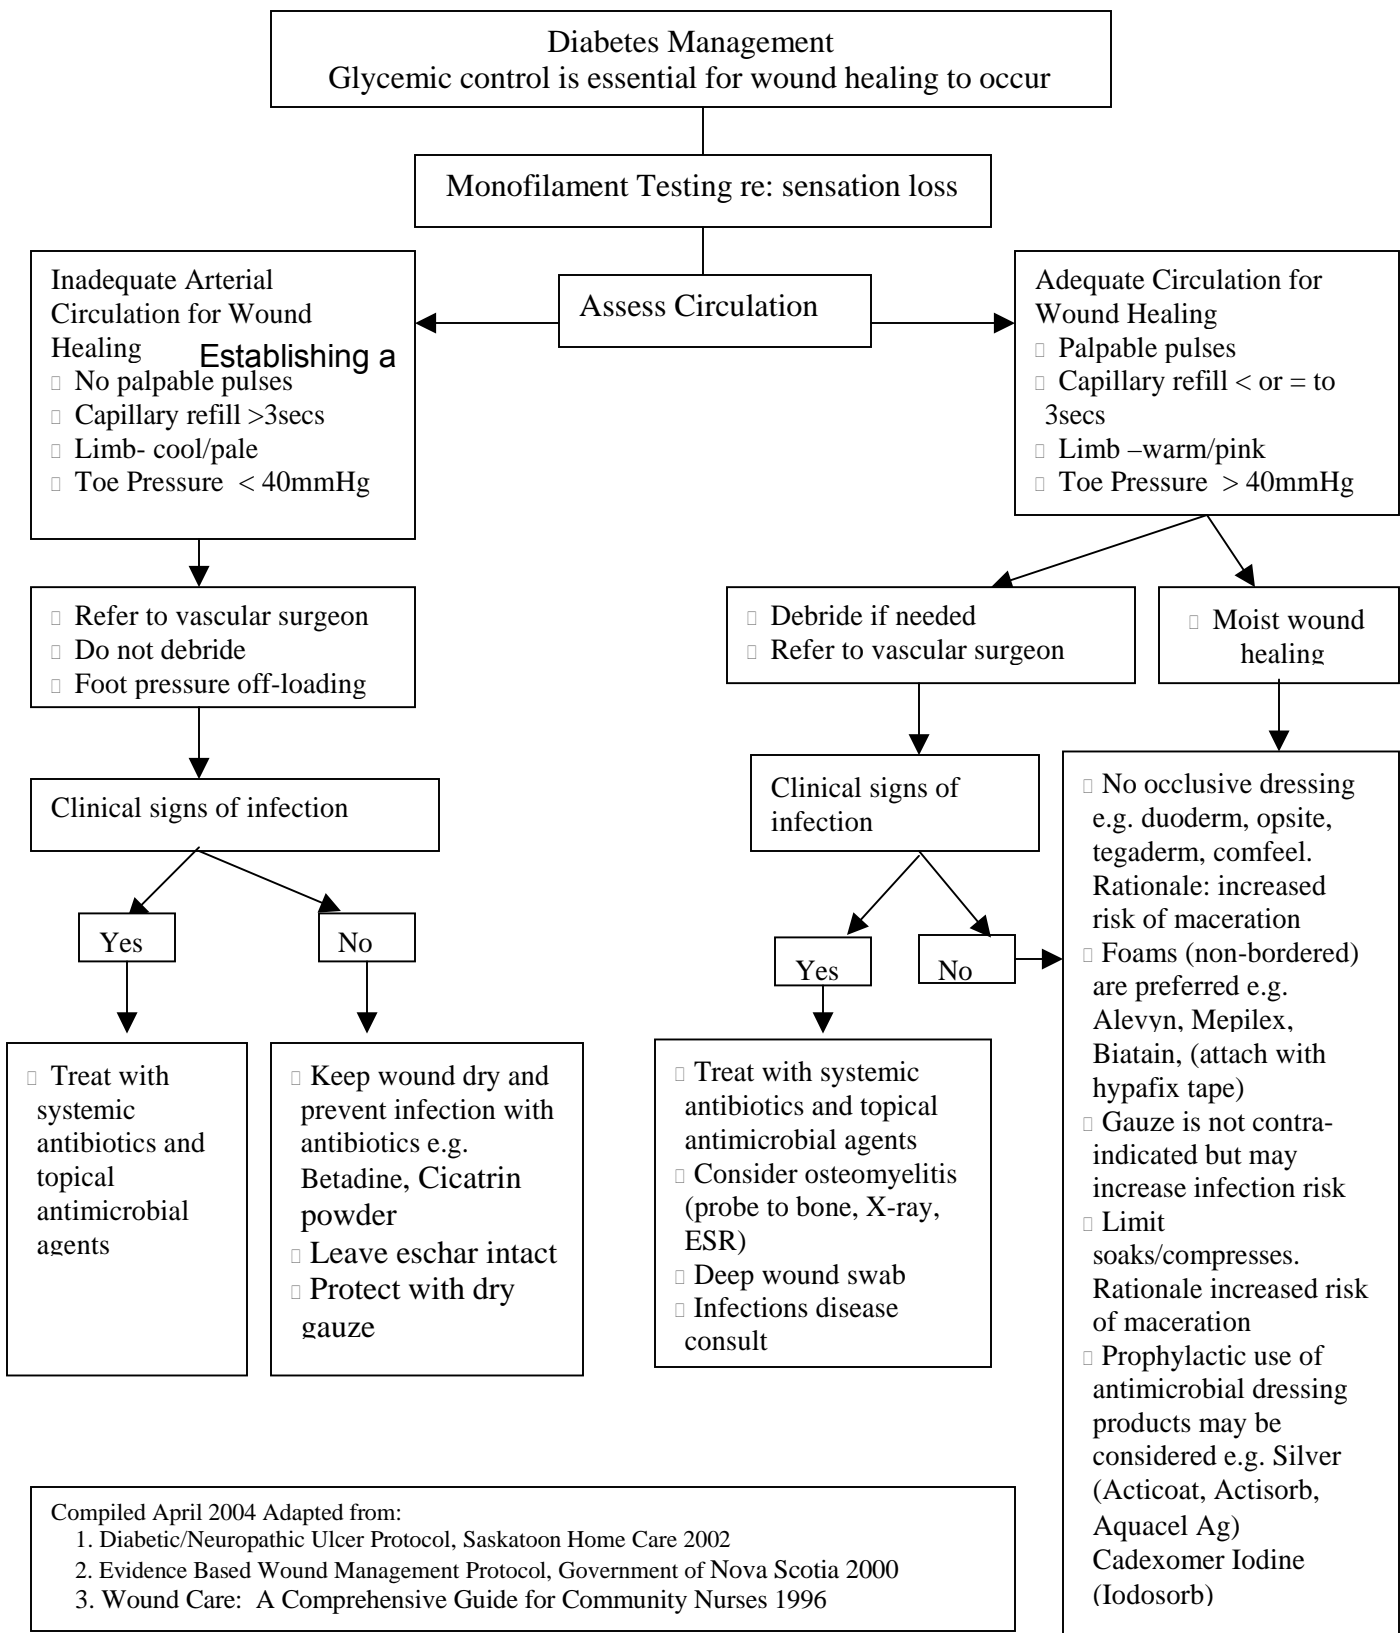 Diabetes Management
Glycemic control is essential for wound healing to occur
Monofilament Testing re: sensation loss
Assess Circulation
Inadequate Arterial
Circulation for Wound
Healing
Establishing a
No palpable pulses
Capillary refill >3secs
Limb- cool/pale
Toe Pressure < 40mmHg
Adequate Circulation for
Wound Healing
Palpable pulses
Capillary refill < or = to
3secs
Limb –warm/pink
Toe Pressure > 40mmHg
Refer to vascular surgeon
Do not debride
Foot pressure off-loading
Debride if needed
Refer to vascular surgeon
Moist wound
healing
Clinical signs of infection
Yes
No
Clinical signs of
infection
Yes
No
Treat with
systemic
antibiotics and
topical
antimicrobial
agents
Keep wound dry and
prevent infection with
antibiotics e.g.
Betadine, Cicatrin
powder
Leave eschar intact
Protect with dry
gauze
Treat with systemic
antibiotics and topical
antimicrobial agents
Consider osteomyelitis
(probe to bone, X-ray,
ESR)
Deep wound swab
Infections disease
consult
No occlusive dressing
e.g. duoderm, opsite,
tegaderm, comfeel.
Rationale: increased
risk of maceration
Foams (non-bordered)
are preferred e.g.
Alevyn, Mepilex,
Biatain, (attach with
hypafix tape)
Gauze is not contra-
indicated but may
increase infection risk
Limit
soaks/compresses.
Rationale increased risk
of maceration
Prophylactic use of
antimicrobial dressing
products may be
considered e.g. Silver
(Acticoat, Actisorb,
Aquacel Ag)
Cadexomer Iodine
(Iodosorb)
Compiled April 2004 Adapted from:
1. Diabetic/Neuropathic Ulcer Protocol, Saskatoon Home Care 2002
2. Evidence Based Wound Management Protocol, Government of Nova Scotia 2000
3. Wound Care: A Comprehensive Guide for Community Nurses 1996